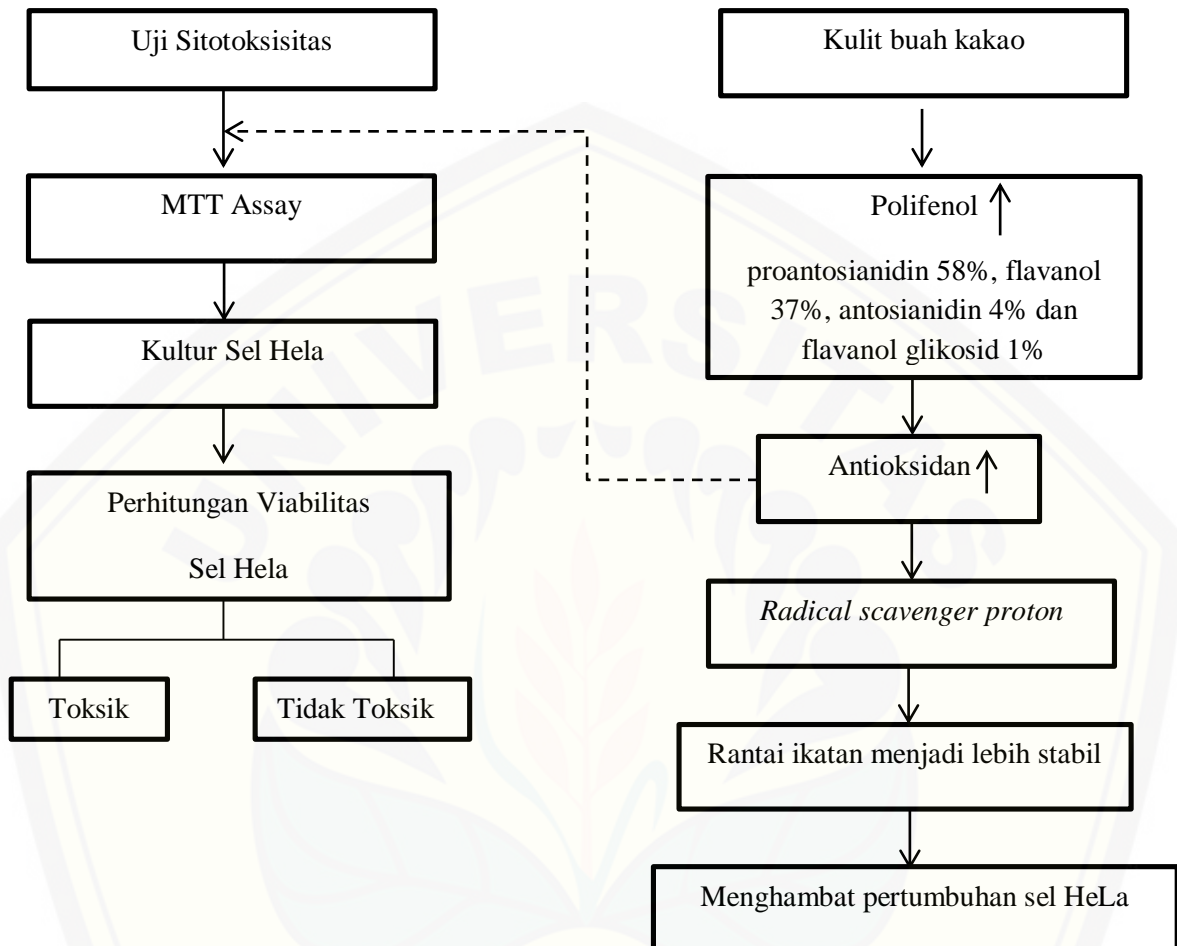 Uji Sitotoksisitas
MTT Assay
Kultur Sel Hela
Perhitungan Viabilitas
Sel Hela
Toksik
Tidak Toksik
Kulit buah kakao
Polifenol
proantosianidin 58%, flavanol
37%, antosianidin 4% dan
flavanol glikosid 1%
Antioksidan
Radical scavenger proton
Rantai ikatan menjadi lebih stabil
Menghambat pertumbuhan sel HeLa
UNIVERSITAS